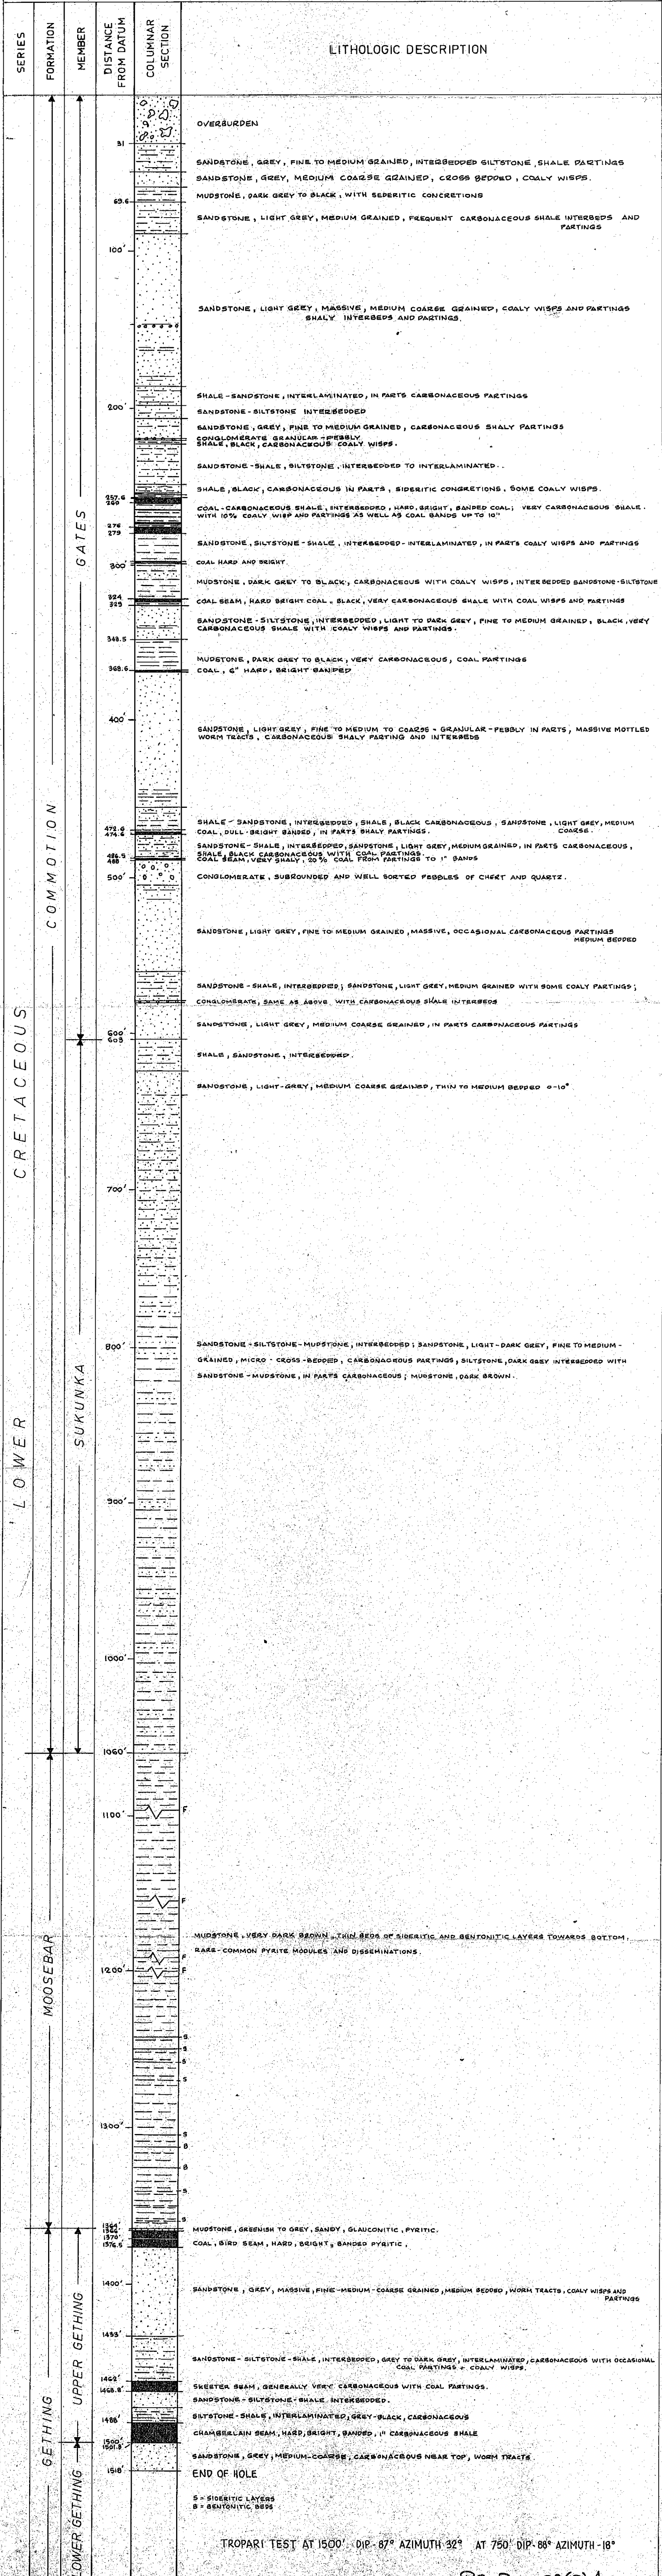 SERIES
FORMATION
MEMBER
DISTANCE FROM DATUM
COLUMNAR SECTION
LITHOLOGIC DESCRIPTION
OVERBURDEN
31
SANDSTONE, GREY, FINE TO MEDIUM GRAINED, INTERBEDDED SILTSTONE, SHALE PARTINGS
SANDSTONE, GREY, MEDIUM COARSE GRAINED, CROSS BEDDED, COALY WISPS.
MUDSTONE, DARK GREY TO BLACK, WITH SEDERITIC CONCRETIONS
69.6
SANDSTONE, LIGHT GREY, MEDIUM GRAINED, FREQUENT CARBONACEOUS SHALE INTERBEDS AND
PARTINGS
100'
SANDSTONE, LIGHT GREY, MASSIVE, MEDIUM COARSE GRAINED, COALY WISPS AND PARTINGS
SHALY INTERBEDS AND PARTINGS.
SHALE-SANDSTONE, INTERLAMINATED, IN PARTS CARBONACEOUS PARTINGS
200'
SANDSTONE-SILTSTONE INTERBEDDED
SANDSTONE, GREY, FINE TO MEDIUM GRAINED, CARBONACEOUS SHALY PARTINGS
CONGLOMERATE GRANULAR-PEBBLY
SHALE, BLACK, CARBONACEOUS COALY WISPS.
SANDSTONE-SHALE, SILTSTONE, INTERBEDDED TO INTERLAMINATED..
SHALE, BLACK, CARBONACEOUS IN PARTS, SIDERITIC CONCRETIONS, SOME COALY WISPS.
257.6
260
COAL-CARBONACEOUS SHALE, INTERBEDDED, HARD, BRIGHT, BANDED COAL; VERY CARBONACEOUS SHALE.
WITH 10% COALY WISP AND PARTINGS AS WELL AS COAL BANDS UP TO 10"
276
279
SANDSTONE, SILTSTONE-SHALE, INTERBEDDED-INTERLAMINATED, IN PARTS COALY WISPS AND PARTINGS
300'
COAL HARD AND BRIGHT
MUDSTONE, DARK GREY TO BLACK, CARBONACEOUS WITH COALY WISPS, INTERBEDDED SANDSTONE-SILTSTONE
324
329
COAL SEAM, HARD BRIGHT COAL, BLACK, VERY CARBONACEOUS SHALE WITH COAL WISPS AND PARTINGS
SANDSTONE-SILTSTONE, INTERBEDDED, LIGHT TO DARK GREY, FINE TO MEDIUM GRAINED, BLACK, VERY
CARBONACEOUS SHALE WITH COALY WISPS AND PARTINGS.
348.5
MUDSTONE, DARK GREY TO BLACK, VERY CARBONACEOUS, COAL PARTINGS
368.6
COAL, 6" HARD, BRIGHT BANDED
400'
SANDSTONE, LIGHT GREY, FINE TO MEDIUM TO COARSE-GRANULAR-PEBBLY IN PARTS, MASSIVE MOTTLED
WORM TRACTS, CARBONACEOUS SHALY PARTING AND INTERBEDS
GATES
COMMOTION
SHALE-SANDSTONE, INTERBEDDED, SHALE, BLACK CARBONACEOUS, SANDSTONE, LIGHT GREY, MEDIUM
COARSE.
472.6
474.6
COAL, DULL-BRIGHT BANDED, IN PARTS SHALY PARTINGS.
SANDSTONE-SHALE, INTERBEDDED, SANDSTONE, LIGHT GREY, MEDIUM GRAINED, IN PARTS CARBONACEOUS,
SHALE, BLACK CARBONACEOUS WITH COAL PARTINGS.
486.5
488
COAL SEAM, VERY SHALY, 20% COAL FROM PARTINGS TO 1" BANDS
500'
CONGLOMERATE, SUBROUNDED AND WELL SORTED PEBBLES OF CHERT AND QUARTZ.
SANDSTONE, LIGHT GREY, FINE TO MEDIUM GRAINED, MASSIVE, OCCASIONAL CARBONACEOUS PARTINGS
MEDIUM BEDDED
SANDSTONE-SHALE, INTERBEDDED; SANDSTONE, LIGHT GREY, MEDIUM GRAINED WITH SOME COALY PARTINGS;
CONGLOMERATE, SAME AS ABOVE WITH CARBONACEOUS SHALE INTERBEDS
600'
603
SANDSTONE, LIGHT GREY, MEDIUM COARSE GRAINED, IN PARTS CARBONACEOUS PARTINGS
SHALE, SANDSTONE, INTERBEDDED.
SANDSTONE, LIGHT-GREY, MEDIUM COARSE GRAINED, THIN TO MEDIUM BEDDED 0-10°
LOWER CRETACEOUS
700'
800'
SANDSTONE-SILTSTONE-MUDSTONE, INTERBEDDED; SANDSTONE, LIGHT-DARK GREY, FINE TO MEDIUM-
GRAINED, MICRO-CROSS-BEDDED, CARBONACEOUS PARTINGS, SILTSTONE, DARK GREY INTERBEDDED WITH
SANDSTONE-MUDSTONE, IN PARTS CARBONACEOUS; MUDSTONE, DARK BROWN.
SUKUNKA
900'
1000'
1060'
1100'
F
F
MUDSTONE, VERY DARK BROWN, THIN BEDS OF SIDERITIC AND BENTONITIC LAYERS TOWARDS BOTTOM,
RARE-COMMON PYRITE MODULES AND DISSEMINATIONS.
F
1200'
F
MOOSEBAR
S
S
S
S
1300'
S
B
B
S
S
1364'
1366'
MUDSTONE, GREENISH TO GREY, SANDY, GLAUCONITIC, PYRITIC.
1370'
1376.5
COAL, BIRD SEAM, HARD, BRIGHT, BANDED PYRITIC.
1400'
SANDSTONE, GREY, MASSIVE, FINE-MEDIUM-COARSE GRAINED, MEDIUM BEDDED, WORM TRACTS, COALY WISPS AND
PARTINGS
1433'
SANDSTONE-SILTSTONE-SHALE, INTERBEDDED, GREY TO DARK GREY, INTERLAMINATED, CARBONACEOUS WITH OCCASIONAL
COAL PARTINGS + COALY WISPS.
1462'
1468.8'
SKEETER SEAM, GENERALLY VERY CARBONACEOUS WITH COAL PARTINGS.
SANDSTONE-SILTSTONE-SHALE INTERBEDDED.
SILTSTONE-SHALE, INTERLAMINATED, GREY-BLACK, CARBONACEOUS
1488'
CHAMBERLAIN SEAM, HARD, BRIGHT, BANDED, 1" CARBONACEOUS SHALE
1500'
1501.8'
SANDSTONE, GREY, MEDIUM-COARSE, CARBONACEOUS NEAR TOP, WORM TRACTS.
1518'
END OF HOLE
UPPER GETHING
GETHING
LOWER GETHING
S = SIDERITIC LAYERS
B = BENTONITIC BEDS
TROPARI TEST AT 1500' DIP-87° AZIMUTH 32° AT 750' DIP-88° AZIMUTH-18°